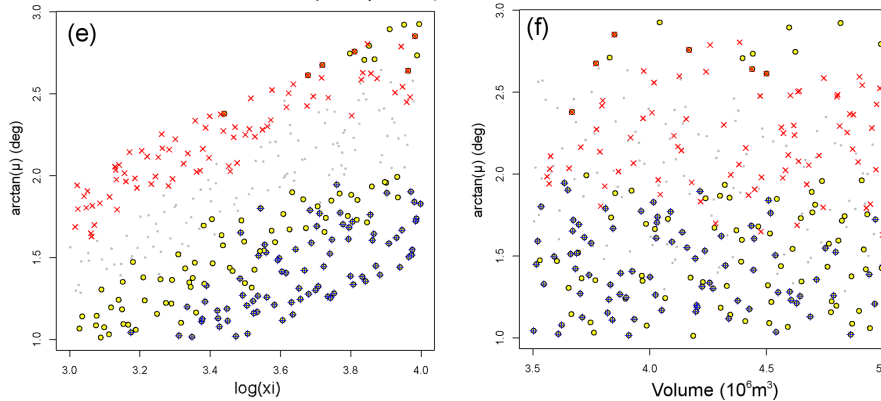 (e)
arctan(μ) (deg)
3.0
2.5
2.0
1.5
1.0
3.0 3.2 3.4 3.6 3.8 4.0
log(xi)
(f)
arctan(μ) (deg)
3.0
2.5
2.0
1.5
1.0
3.5 4.0 4.5
Volume (10⁶m³)